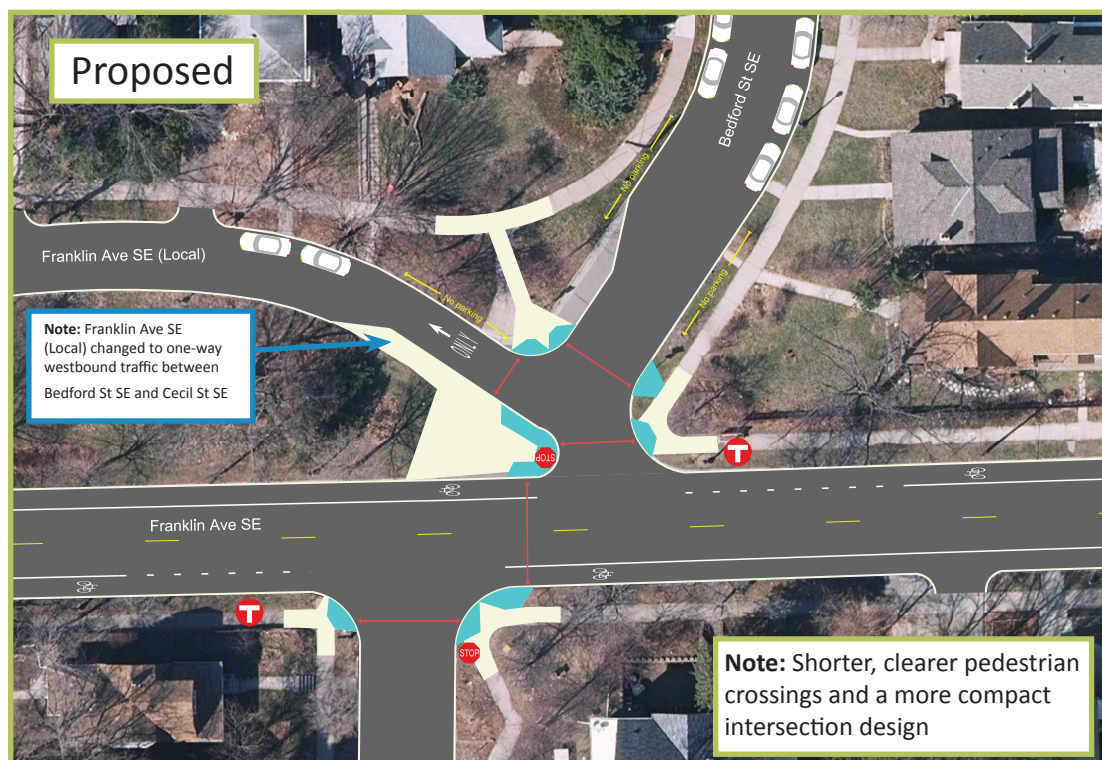 Proposed
Bedford St SE
No parking
Franklin Ave SE (Local)
No parking
No parking
ONLY
Note: Franklin Ave SE
(Local) changed to one-way
westbound traffic between
Bedford St SE and Cecil St SE
T
STOP
Franklin Ave SE
T
STOP
Note: Shorter, clearer pedestrian
crossings and a more compact
intersection design